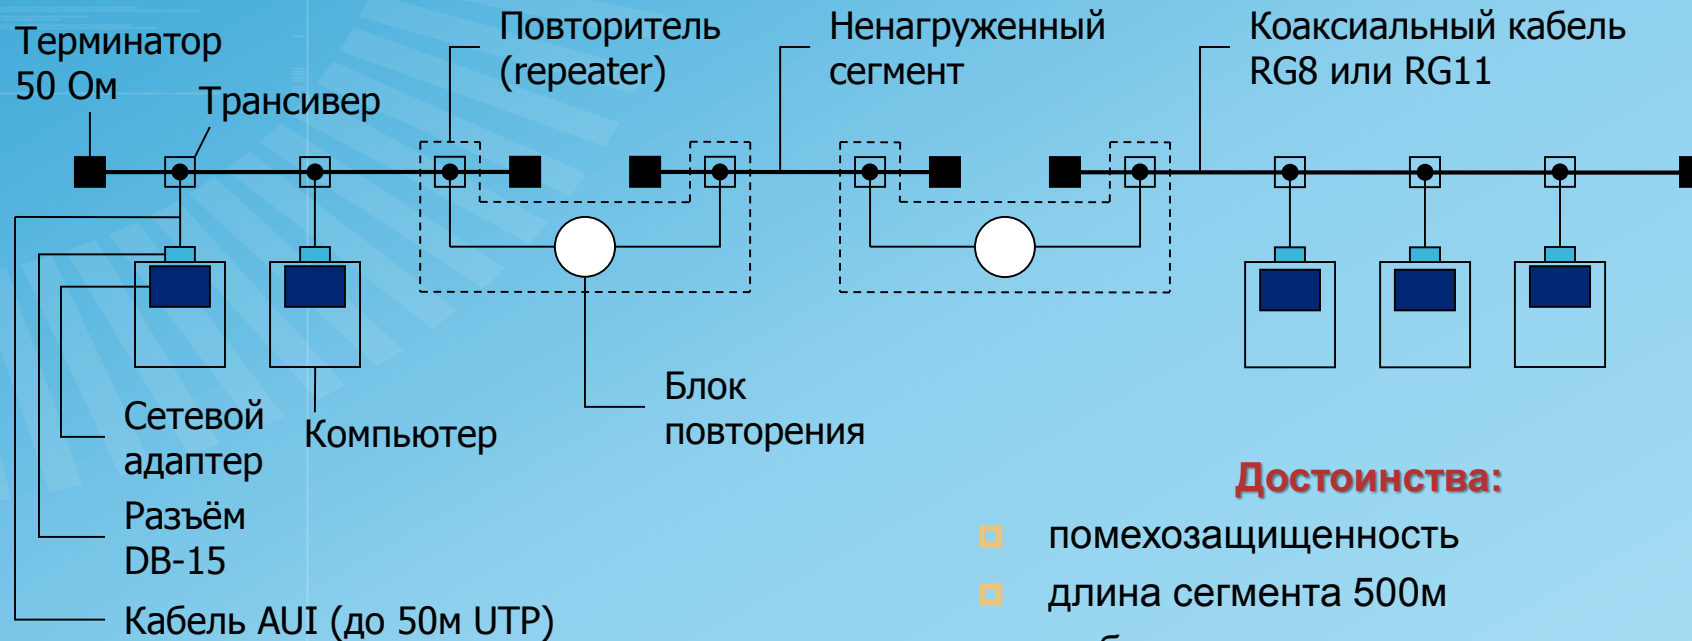 Терминатор
50 Ом
Трансивер
Повторитель
(repeater)
Ненагруженный
сегмент
Коаксиальный кабель
RG8 или RG11
Сетевой
адаптер
Компьютер
Блок
повторения
Разъём
DB-15
Кабель AUI (до 50м UTP)
Достоинства:
помехозащищенность
длина сегмента 500м